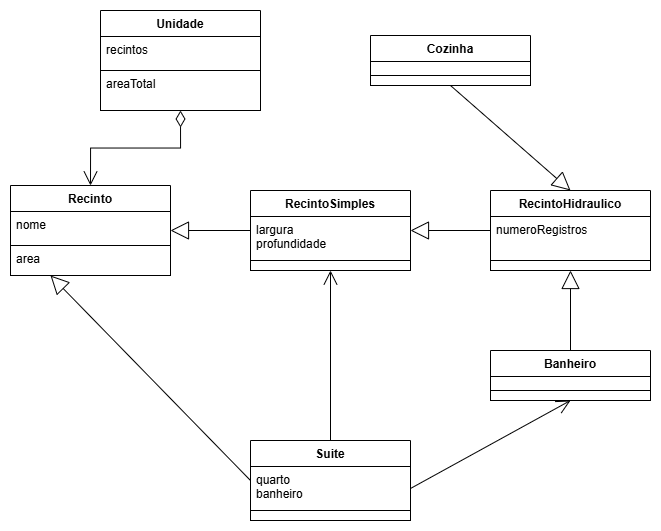 Unidade
recintos
areaTotal
Cozinha
Recinto
nome
area
RecintoSimples
largura
profundidade
RecintoHidraulico
numeroRegistros
Banheiro
Suite
quarto
banheiro